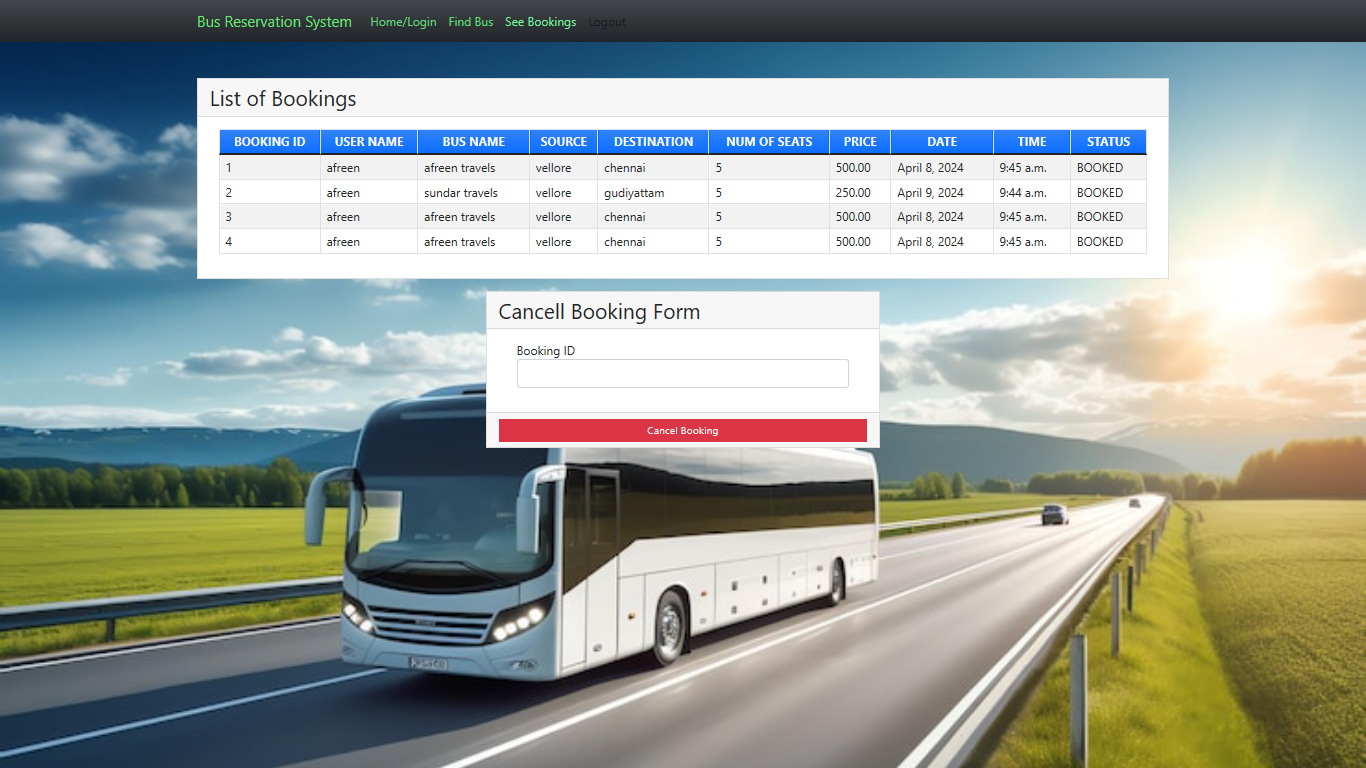 Bus Reservation System Home/Login Find Bus See Bookings Logout
List of Bookings
BOOKING ID USER NAME BUS NAME SOURCE DESTINATION NUM OF SEATS PRICE DATE TIME STATUS
1 afreen afreen travels vellore chennai 5 500.00 April 8, 2024 9:45 a.m. BOOKED
2 afreen sundar travels vellore gudiyattam 5 250.00 April 9, 2024 9:44 a.m. BOOKED
3 afreen afreen travels vellore chennai 5 500.00 April 8, 2024 9:45 a.m. BOOKED
4 afreen afreen travels vellore chennai 5 500.00 April 8, 2024 9:45 a.m. BOOKED
Cancell Booking Form
Booking ID
Cancel Booking